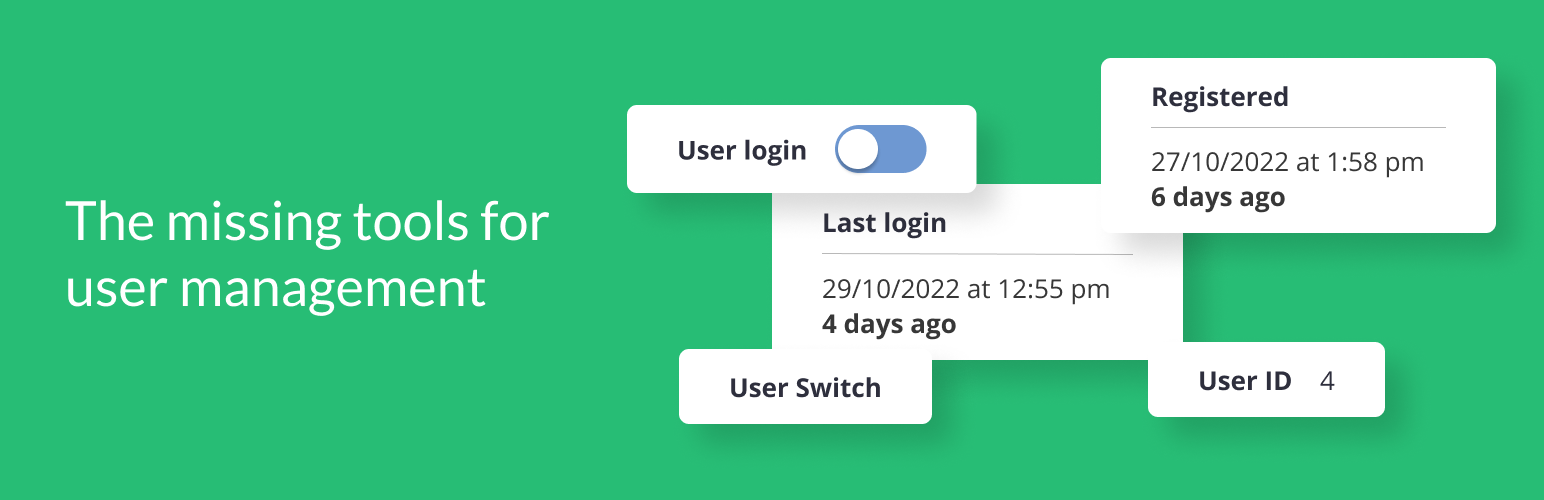 The missing tools for
user management
User login
Registered
27/10/2022 at 1:58 pm
6 days ago
Last login
29/10/2022 at 12:55 pm
4 days ago
User Switch
User ID 4